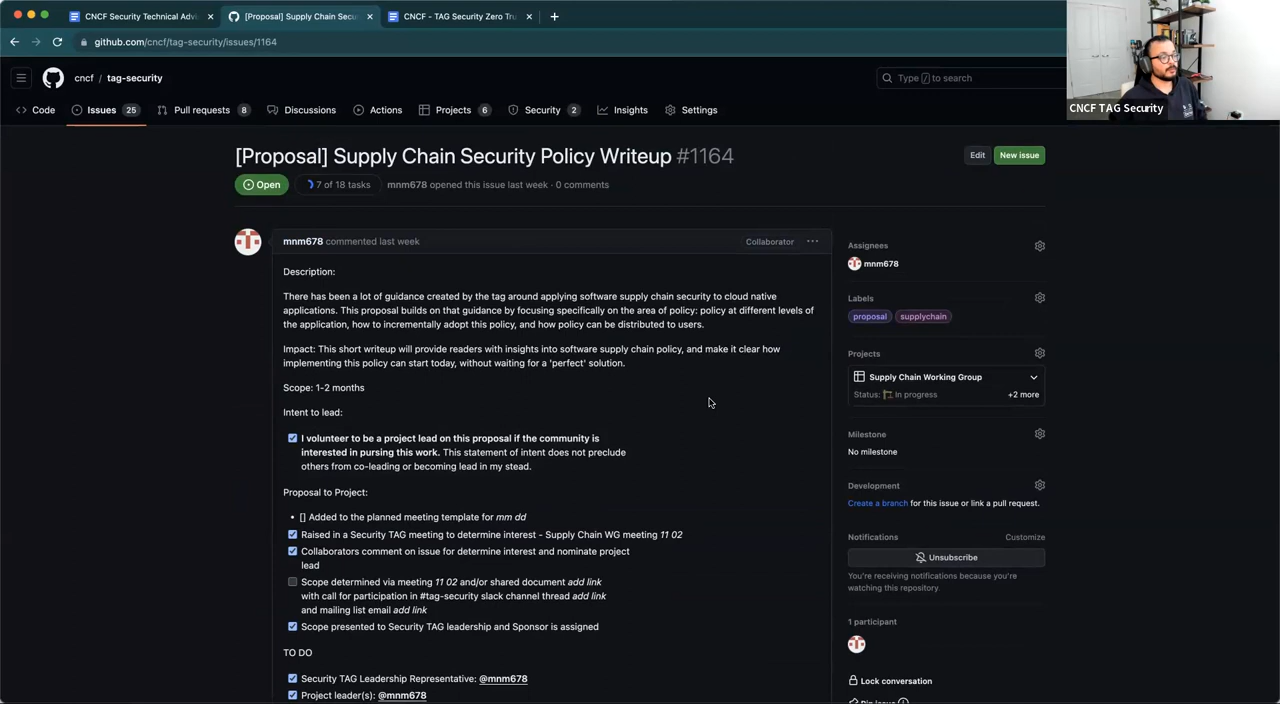 CNCF Security Technical Advi
[Proposal] Supply Chain Secur
CNCF - TAG Security Zero Tru
github.com/cncf/tag-security/issues/1164
cncf / tag-security
Type / to search
CNCF TAG Security
Code
Issues 25
Pull requests 8
Discussions
Actions
Projects 6
Security 2
Insights
Settings
[Proposal] Supply Chain Security Policy Writeup #1164
Edit
New issue
Open
7 of 18 tasks
mnm678 opened this issue last week · 0 comments
mnm678 commented last week
Collaborator
Description:
There has been a lot of guidance created by the tag around applying software supply chain security to cloud native
applications. This proposal builds on that guidance by focusing specifically on the area of policy: policy at different levels of
the application, how to incrementally adopt this policy, and how policy can be distributed to users.
Impact: This short writeup will provide readers with insights into software supply chain policy, and make it clear how
implementing this policy can start today, without waiting for a 'perfect' solution.
Scope: 1-2 months
Intent to lead:
I volunteer to be a project lead on this proposal if the community is
interested in pursing this work. This statement of intent does not preclude
others from co-leading or becoming lead in my stead.
Proposal to Project:
• [] Added to the planned meeting template for mm dd
Raised in a Security TAG meeting to determine interest - Supply Chain WG meeting 11 02
Collaborators comment on issue for determine interest and nominate project
lead
Scope determined via meeting 11 02 and/or shared document add link
with call for participation in #tag-security slack channel thread add link
and mailing list email add link
Scope presented to Security TAG leadership and Sponsor is assigned
TO DO
Security TAG Leadership Representative: @mnm678
Project leader(s): @mnm678
Assignees
mnm678
Labels
proposal
supplychain
Projects
Supply Chain Working Group
Status: In progress
+2 more
Milestone
No milestone
Development
Create a branch for this issue or link a pull request.
Notifications
Customize
Unsubscribe
You're receiving notifications because you're
watching this repository.
1 participant
Lock conversation